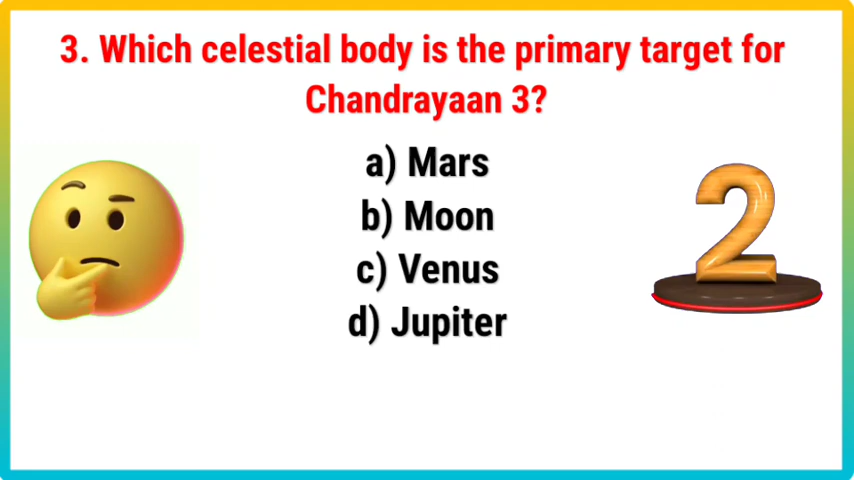 3. Which celestial body is the primary target for
Chandrayaan 3?
a) Mars
b) Moon
c) Venus
d) Jupiter
2